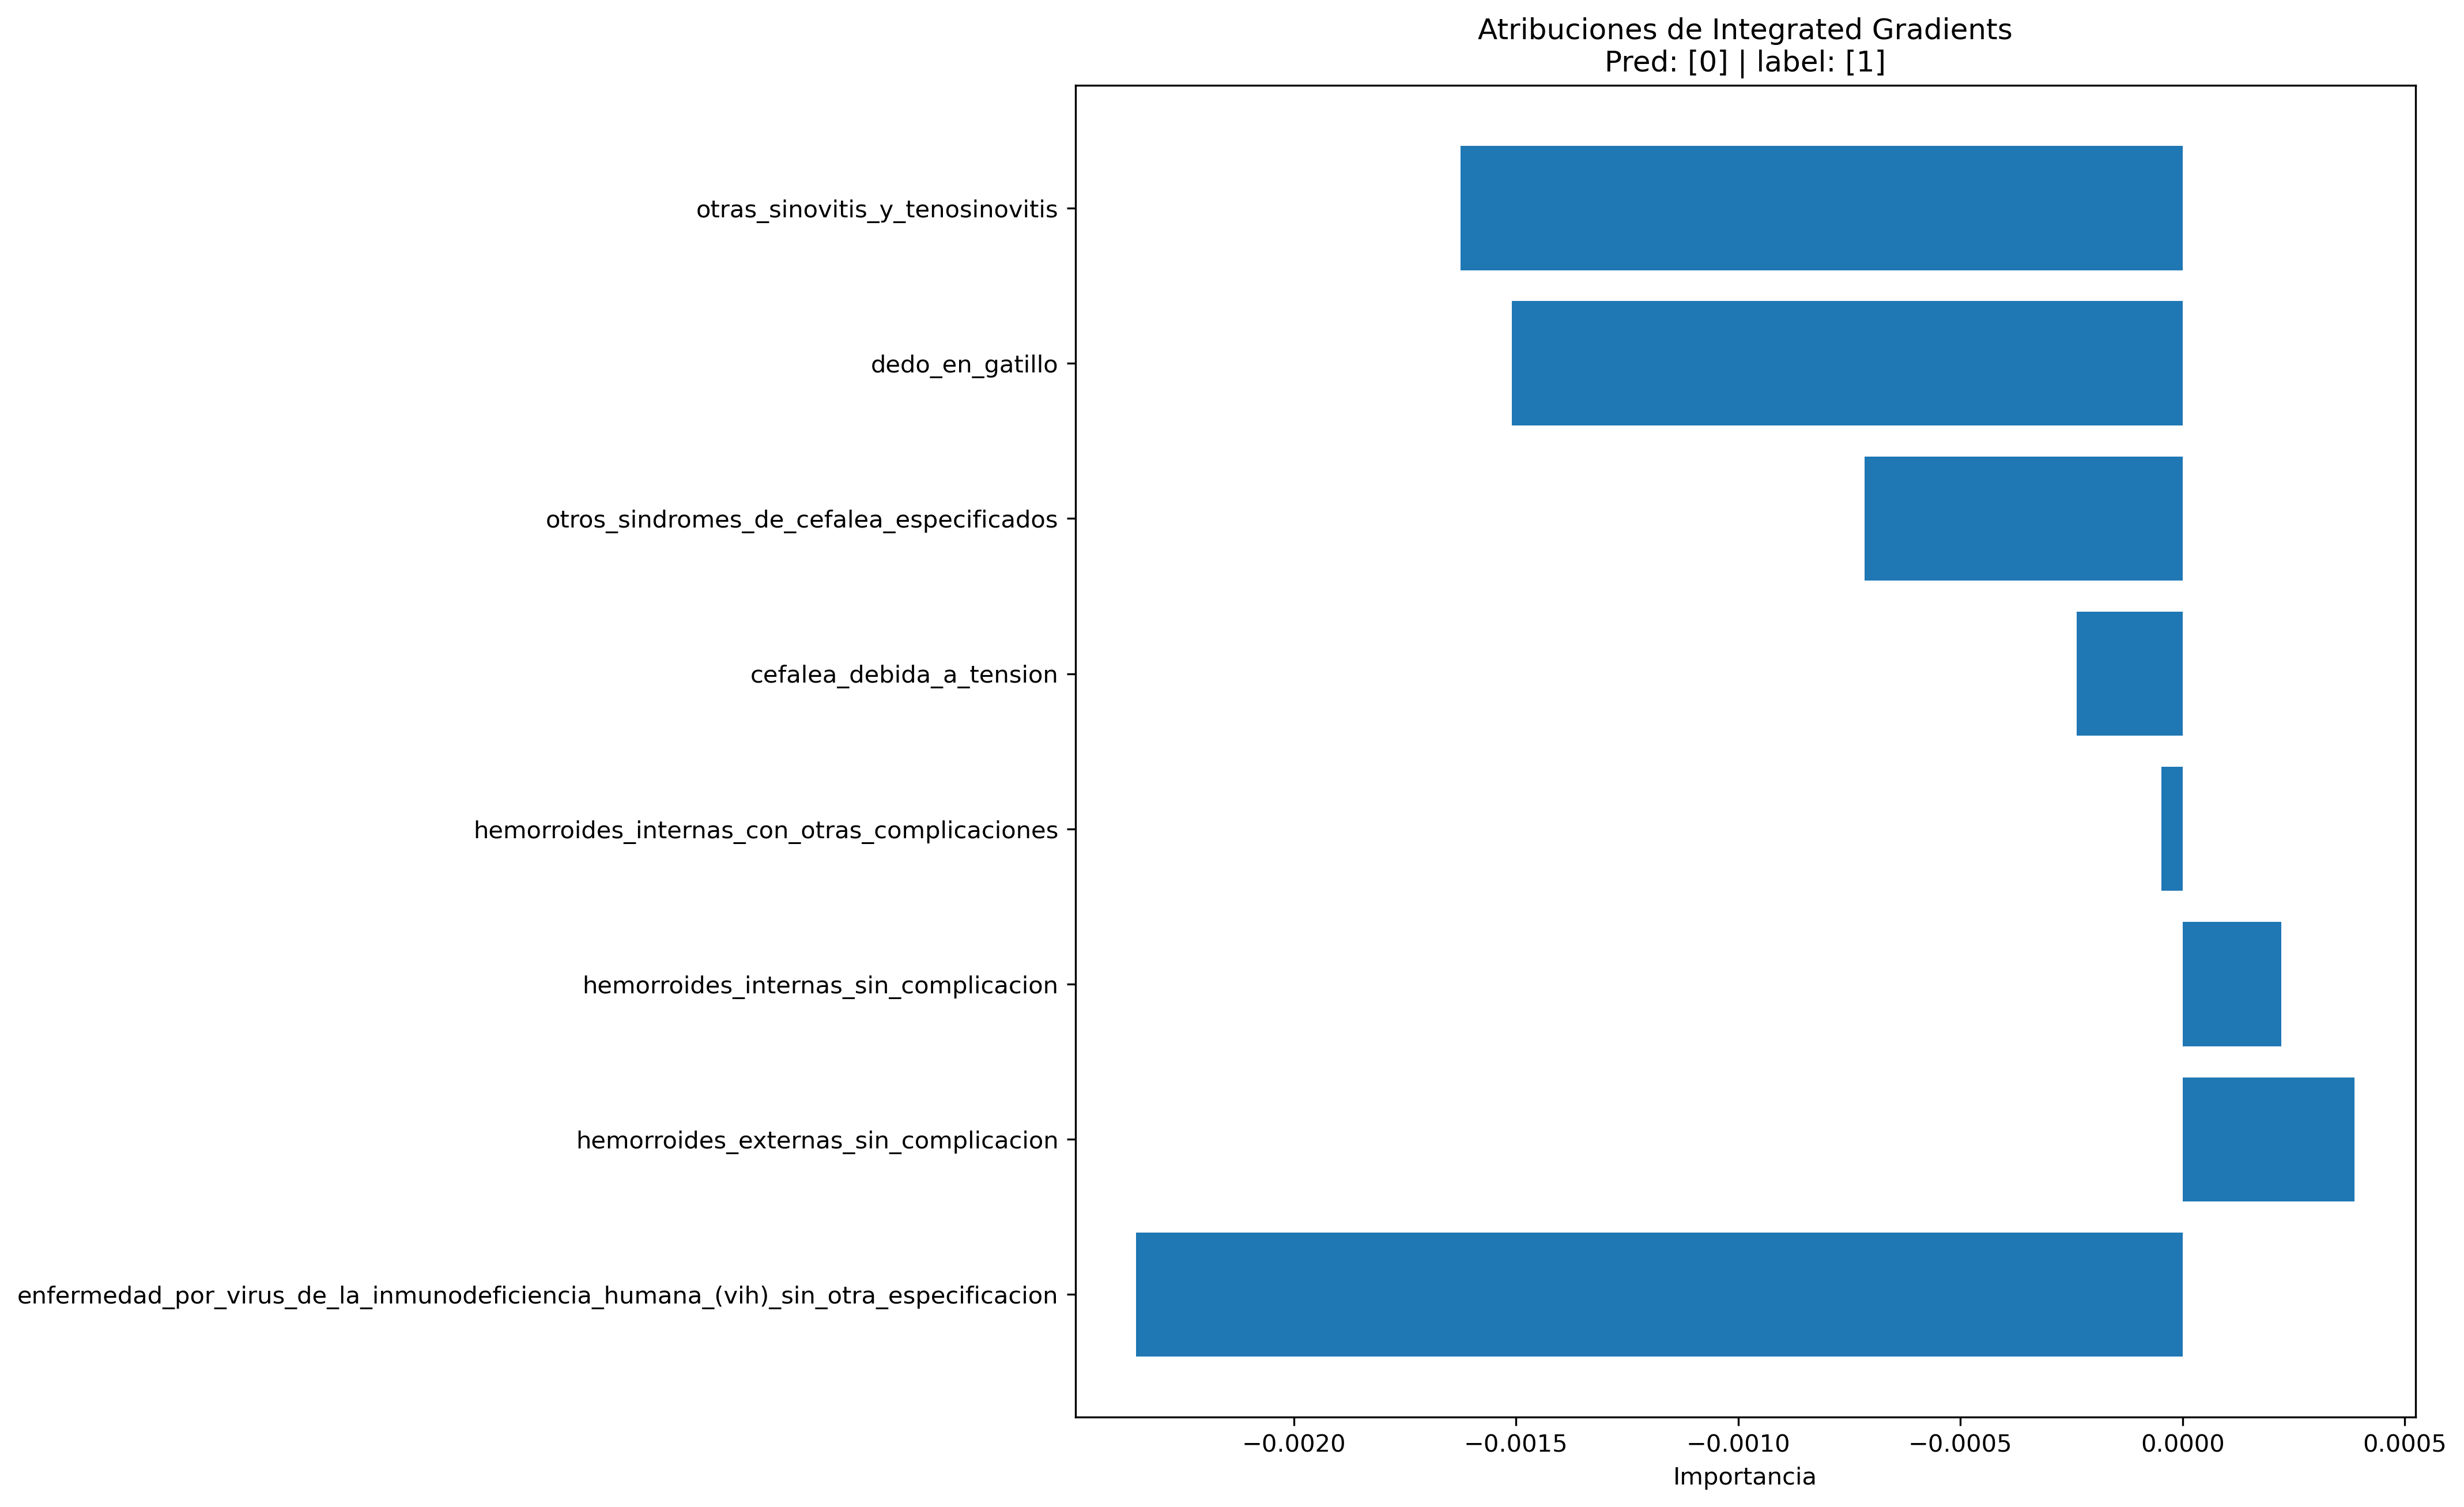 Atribuciones de Integrated Gradients
Pred: [0] | label: [1]
otras_sinovitis_y_tenosinovitis
dedo_en_gatillo
otros_sindromes_de_cefalea_especificados
cefalea_debida_a_tension
hemorroides_internas_con_otras_complicaciones
hemorroides_internas_sin_complicacion
hemorroides_externas_sin_complicacion
enfermedad_por_virus_de_la_inmunodeficiencia_humana_(vih)_sin_otra_especificacion
−0.0020 −0.0015 −0.0010 −0.0005 0.0000 0.0005
Importancia